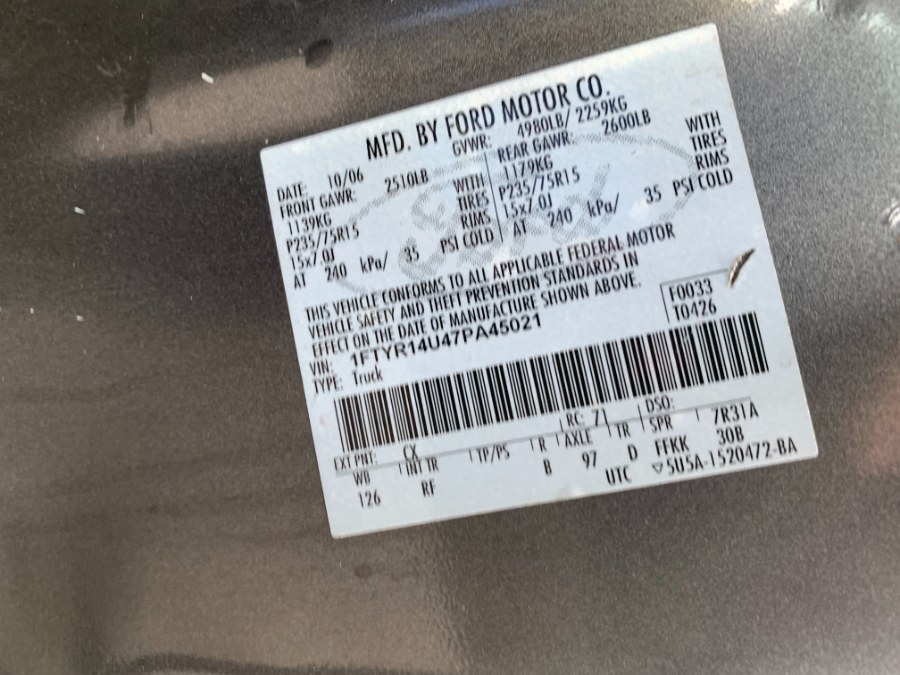 MFD. BY FORD MOTOR CO.
DATE: 10/06 GVWR: 4980LB/ 2259KG
FRONT GAWR: 2510LB REAR GAWR: 2600LB
1139KG WITH 1179KG WITH
P235/75R15 TIRES P235/75R15 TIRES
15x7.0J RIMS 15x7.0J RIMS
AT 240 kPa/ 35 PSI COLD AT 240 kPa/ 35 PSI COLD
Ford
THIS VEHICLE CONFORMS TO ALL APPLICABLE FEDERAL MOTOR
VEHICLE SAFETY AND THEFT PREVENTION STANDARDS IN
EFFECT ON THE DATE OF MANUFACTURE SHOWN ABOVE.
VIN: 1FTYR14U47PA45021 F0033
TYPE: Truck T0426
EXT PNT: CX RC: 71 DSO:
WB INT TR TP/PS R AXLE TR SPR 7R31A
126 RF B 97 D FFKK 30B
UTC ▽5U5A-1520472-BA